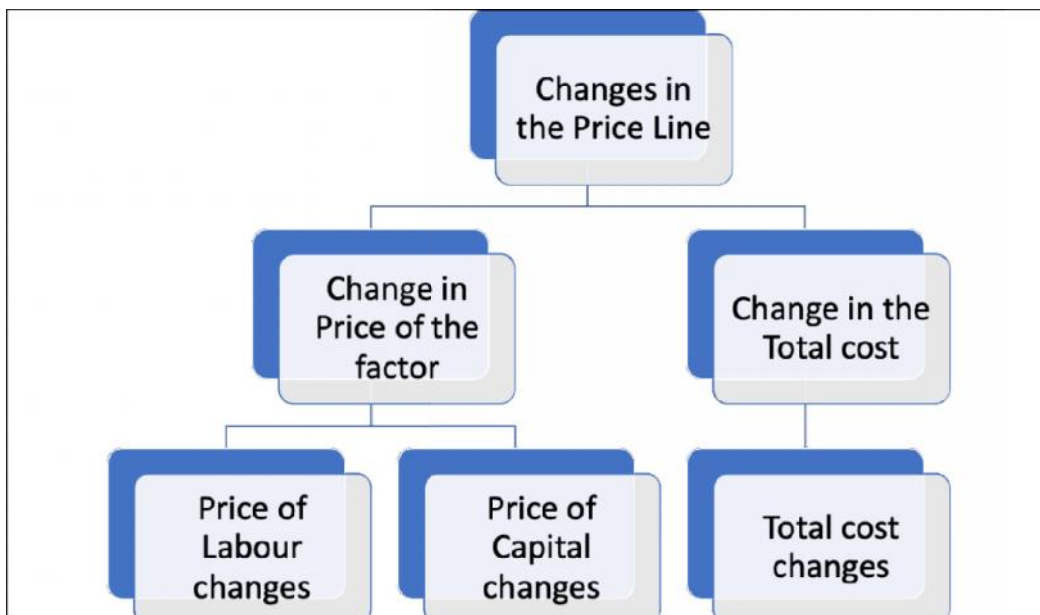 Changes in
the Price Line
Change in
Price of the
factor
Change in the
Total cost
Price of
Labour
changes
Price of
Capital
changes
Total cost
changes